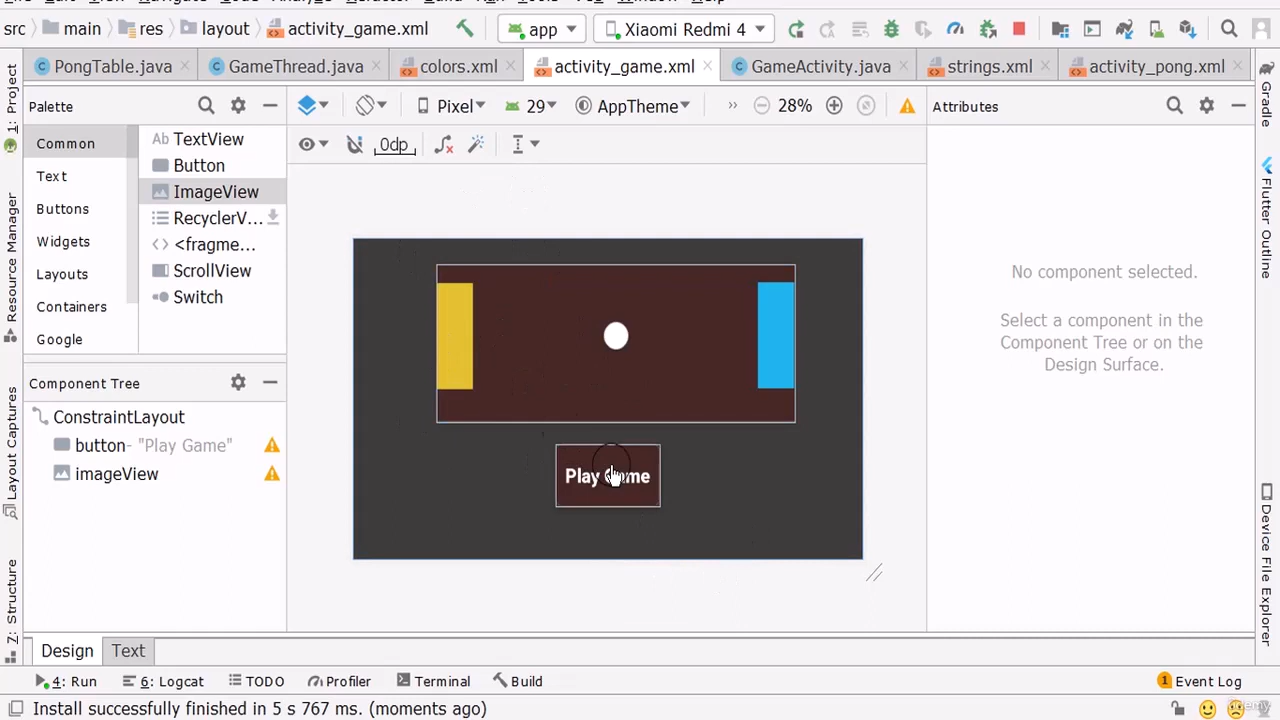 src main res layout activity_game.xml app Xiaomi Redmi 4
PongTable.java GameThread.java colors.xml activity_game.xml GameActivity.java strings.xml activity_pong.xml
Palette Pixel 29 AppTheme 28% Attributes
Common
Text
Buttons
Widgets
Layouts
Containers
Google
Ab TextView
Button
ImageView
RecyclerV...
<fragme...
ScrollView
Switch
0dp
No component selected.
Select a component in the
Component Tree or on the
Design Surface.
Component Tree
ConstraintLayout
button- "Play Game"
imageView
Play Game
1: Project
Resource Manager
Layout Captures
Z: Structure
Gradle
Flutter Outline
Device File Explorer
Design Text
4: Run 6: Logcat TODO Profiler Terminal Build 1 Event Log
Install successfully finished in 5 s 767 ms. (moments ago)
udemy